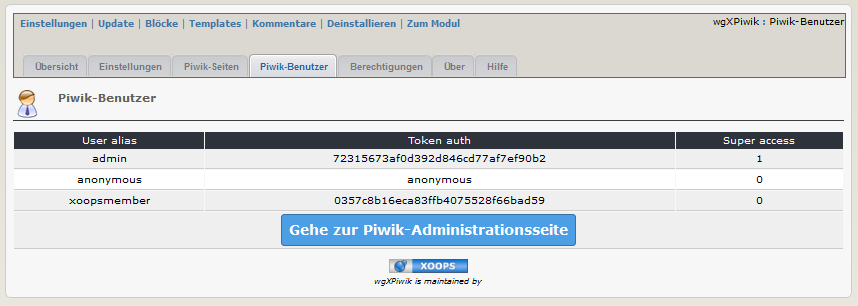 Einstellungen | Update | Blöcke | Templates | Kommentare | Deinstallieren | Zum Modul
wgXPiwik : Piwik-Benutzer
Übersicht Einstellungen Piwik-Seiten Piwik-Benutzer Berechtigungen Über Hilfe
Piwik-Benutzer
User alias Token auth Super access
admin 72315673af0d392d846cd77af7ef90b2 1
anonymous anonymous 0
xoopsmember 0357c8b16eca83ffb4075528f66bad59 0
Gehe zur Piwik-Administrationsseite
XOOPS
wgXPiwik is maintained by